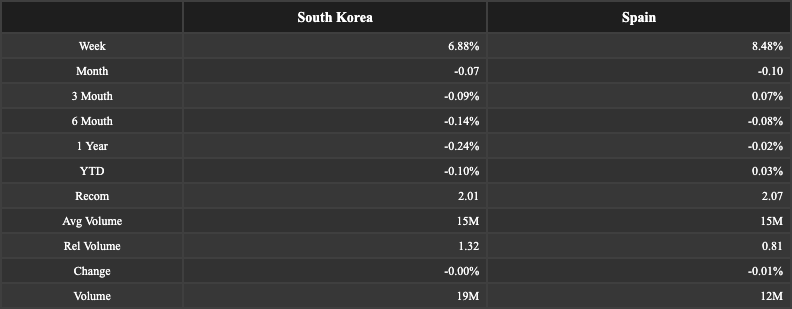 South Korea Spain
Week 6.88% 8.48%
Month -0.07 -0.10
3 Mouth -0.09% 0.07%
6 Mouth -0.14% -0.08%
1 Year -0.24% -0.02%
YTD -0.10% 0.03%
Recom 2.01 2.07
Avg Volume 15M 15M
Rel Volume 1.32 0.81
Change -0.00% -0.01%
Volume 19M 12M